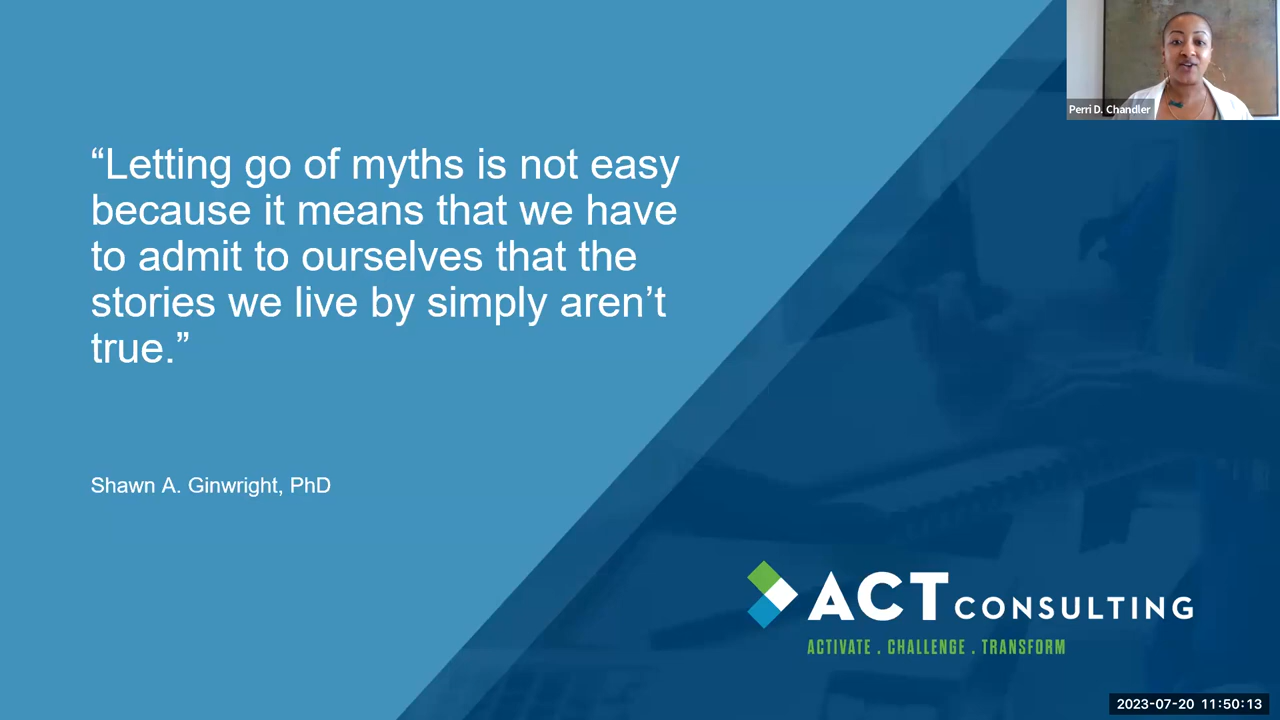 Perri D. Chandler
“Letting go of myths is not easy
because it means that we have
to admit to ourselves that the
stories we live by simply aren’t
true.”
Shawn A. Ginwright, PhD
ACT CONSULTING
ACTIVATE . CHALLENGE . TRANSFORM
2023-07-20 11:50:13